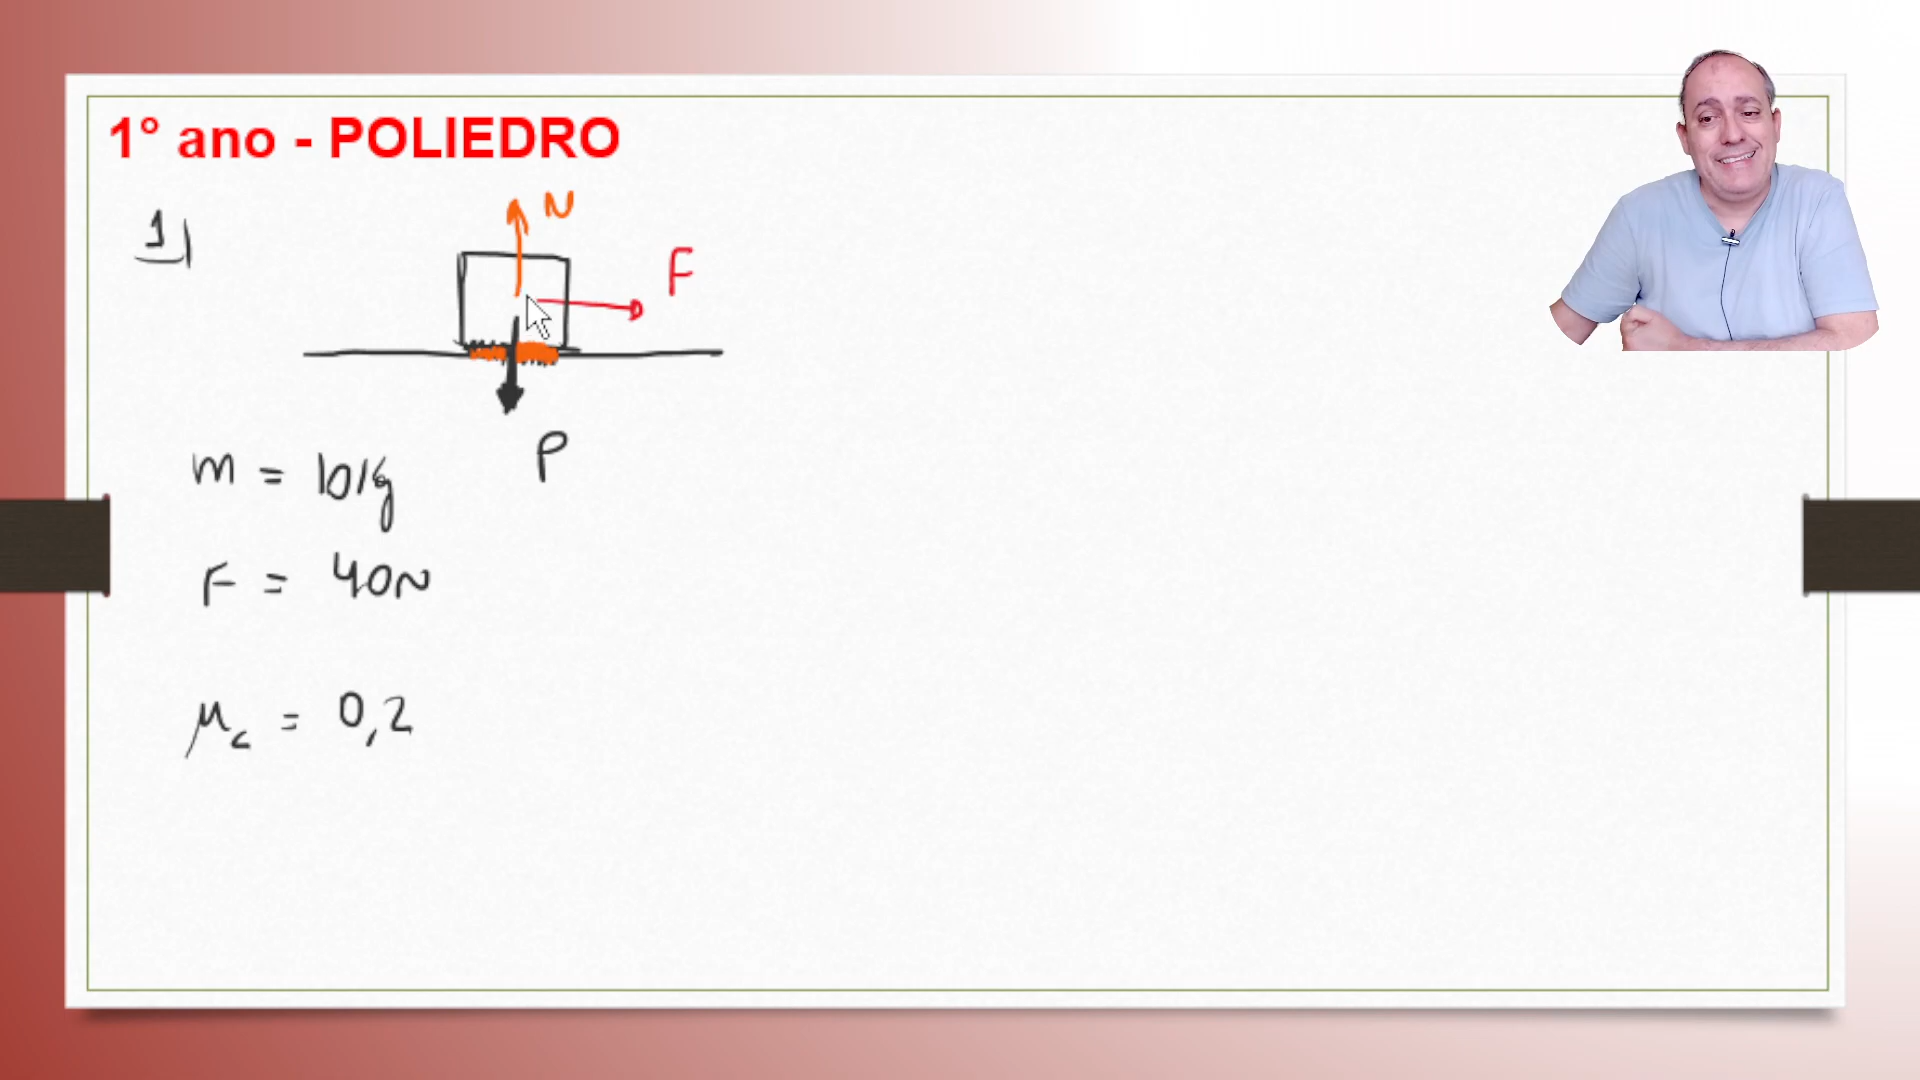 1° ano - POLIEDRO
1)
N
F
P
m = 10kg
F = 40N
μc = 0,2